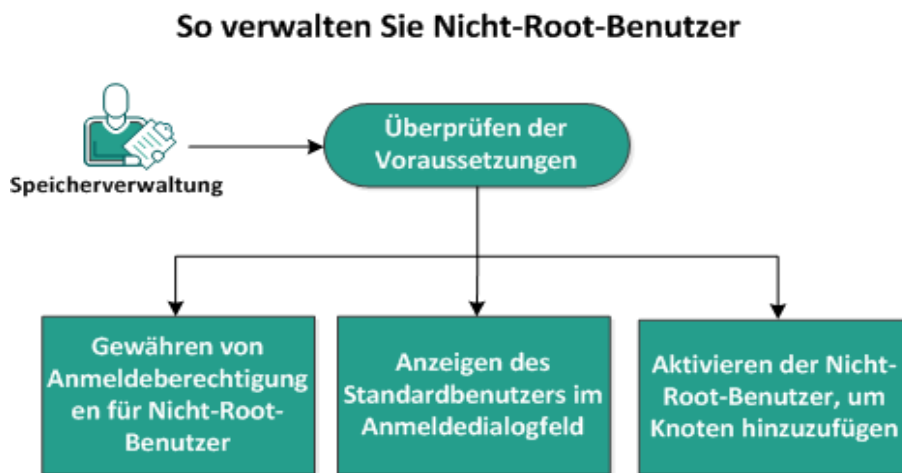 So verwalten Sie Nicht-Root-Benutzer
Überprüfen der
Voraussetzungen
Speicherverwaltung
Gewähren von
Anmeldeberechtigung
en für Nicht-Root-
Benutzer
Anzeigen des
Standardbenutzers im
Anmeldedialogfeld
Aktivieren der Nicht-
Root-Benutzer, um
Knoten hinzuzufügen